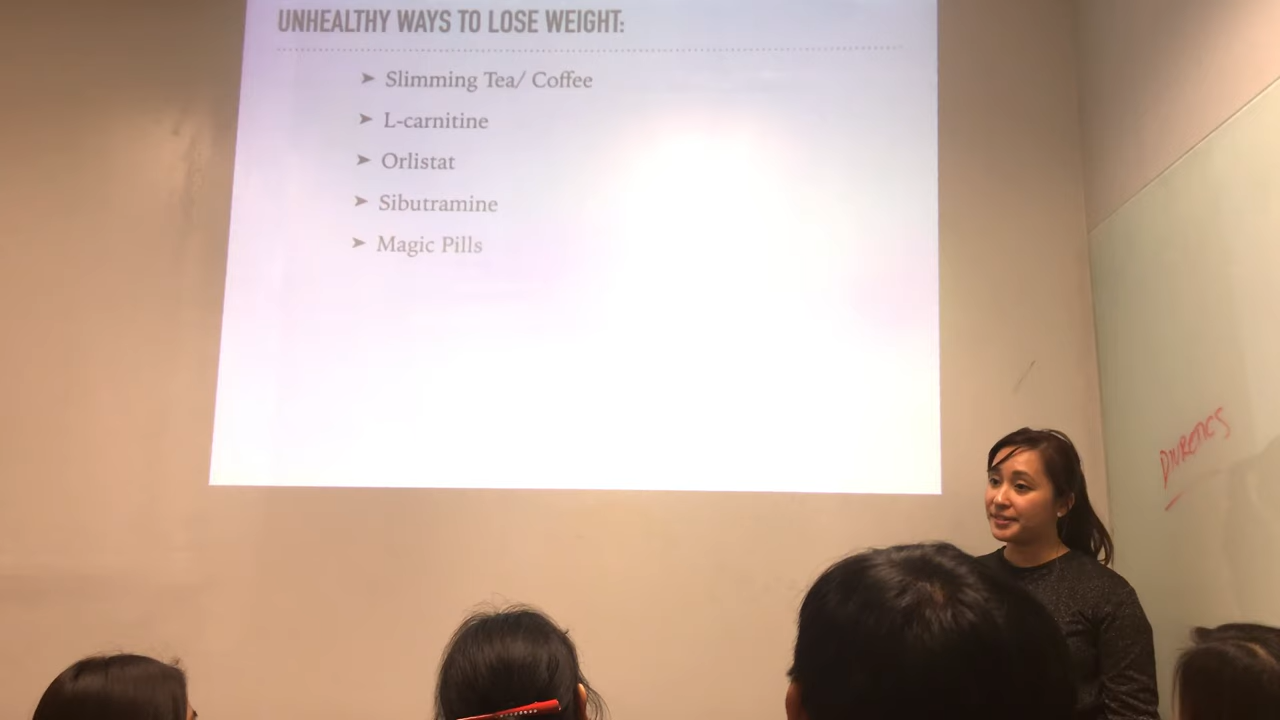 UNHEALTHY WAYS TO LOSE WEIGHT:
➤ Slimming Tea/ Coffee
➤ L-carnitine
➤ Orlistat
➤ Sibutramine
➤ Magic Pills
DIURETICS